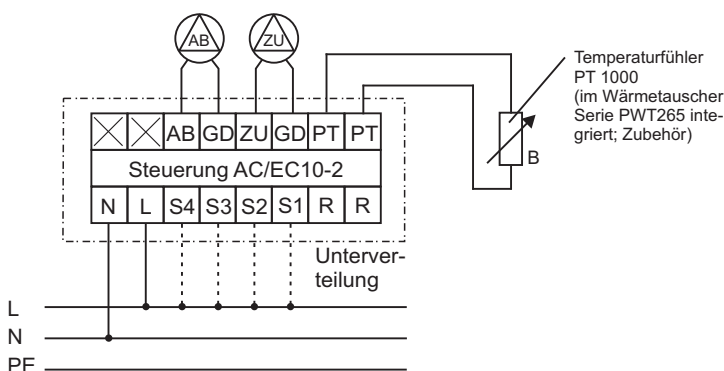 AB ZU
Temperaturfühler
PT 1000
(im Wärmetauscher
Serie PWT265 inte-
griert; Zubehör)
B
AB GD ZU GD PT PT
Steuerung AC/EC10-2
N L S4 S3 S2 S1 R R
Unterver-
teilung
L
N
PE